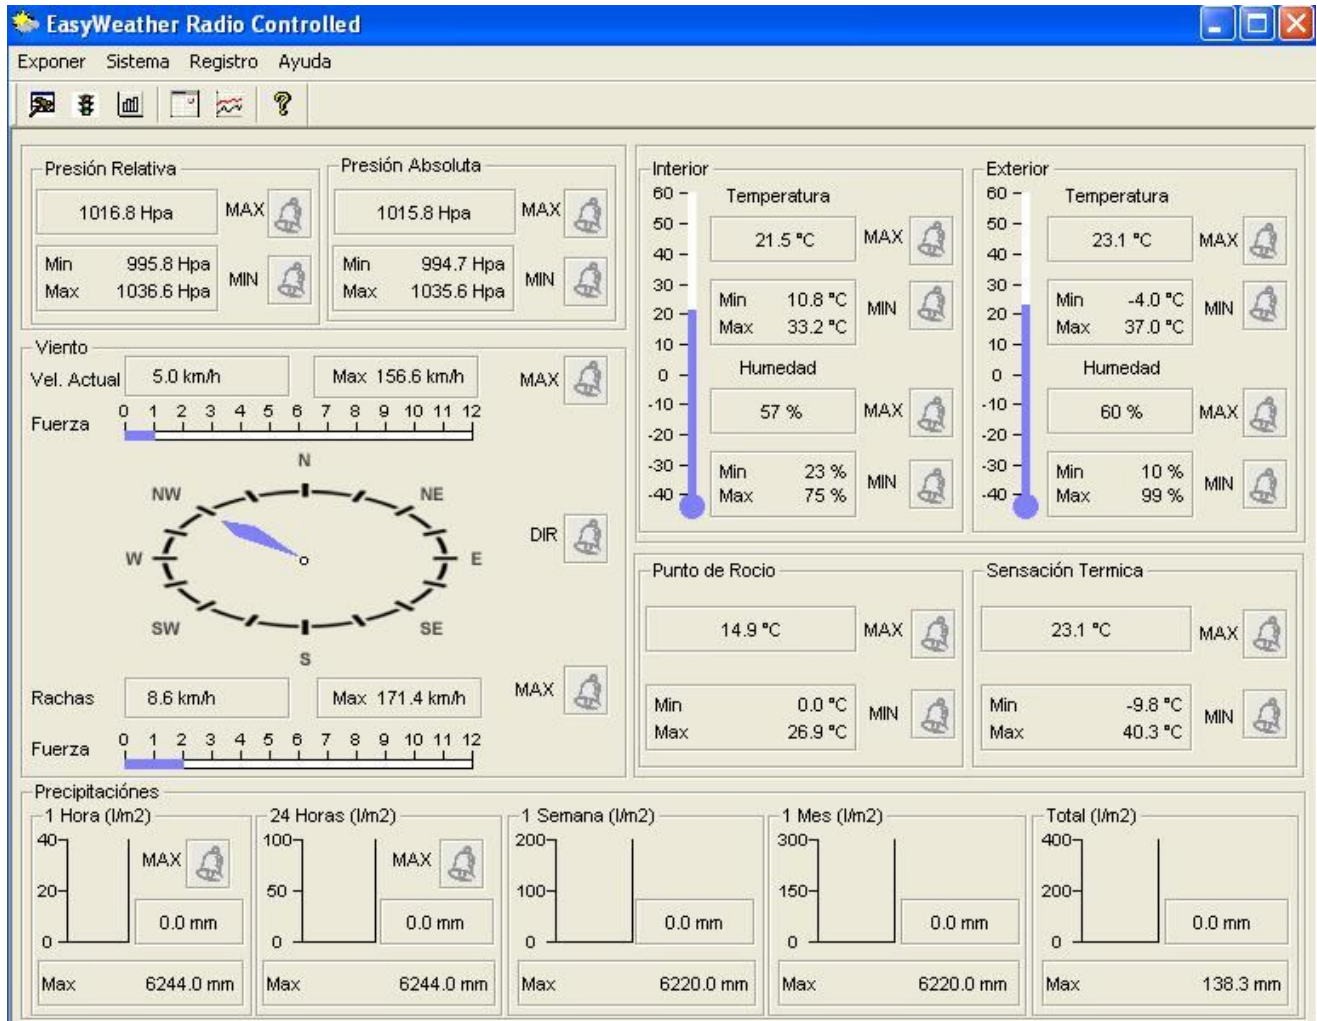 EasyWeather Radio Controlled
Exponer Sistema Registro Ayuda
Presión Relativa
1016.8 Hpa MAX
Min 995.8 Hpa MIN
Max 1036.6 Hpa
Presión Absoluta
1015.8 Hpa MAX
Min 994.7 Hpa MIN
Max 1035.6 Hpa
Viento
Vel. Actual 5.0 km/h Max 156.6 km/h MAX
Fuerza 0 1 2 3 4 5 6 7 8 9 10 11 12
N
NW NE
W E
SW SE
S
DIR
Rachas 8.6 km/h Max 171.4 km/h MAX
Fuerza 0 1 2 3 4 5 6 7 8 9 10 11 12
Interior
60
50
40
30
20
10
0
-10
-20
-30
-40
Temperatura
21.5 °C MAX
Min 10.8 °C MIN
Max 33.2 °C
Humedad
57 % MAX
Min 23 % MIN
Max 75 %
Exterior
60
50
40
30
20
10
0
-10
-20
-30
-40
Temperatura
23.1 °C MAX
Min -4.0 °C MIN
Max 37.0 °C
Humedad
60 % MAX
Min 10 % MIN
Max 99 %
Punto de Rocio
14.9 °C MAX
Min 0.0 °C MIN
Max 26.9 °C
Sensación Termica
23.1 °C MAX
Min -9.8 °C MIN
Max 40.3 °C
Precipitaciónes
1 Hora (l/m2)
40
20
0
MAX
0.0 mm
Max 6244.0 mm
24 Horas (l/m2)
100
50
0
MAX
0.0 mm
Max 6244.0 mm
1 Semana (l/m2)
200
100
0
0.0 mm
Max 6220.0 mm
1 Mes (l/m2)
300
150
0
0.0 mm
Max 6220.0 mm
Total (l/m2)
400
200
0
0.0 mm
Max 138.3 mm